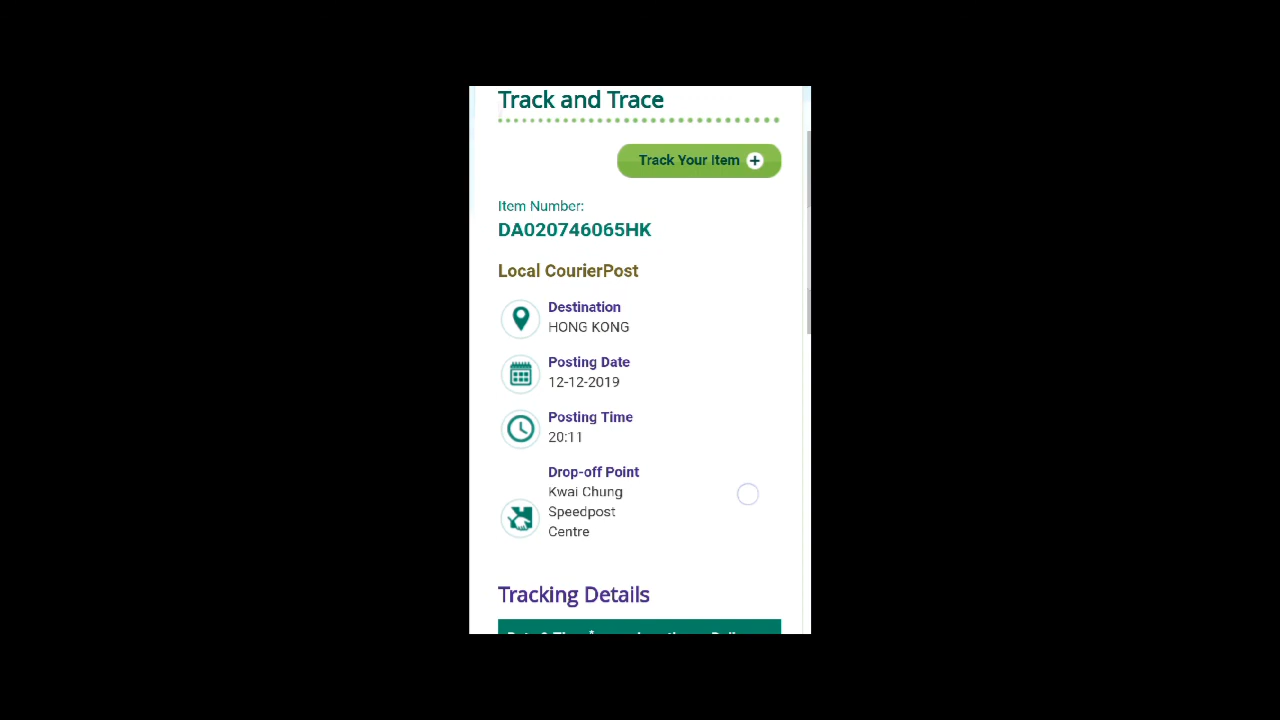 Track and Trace
Track Your Item
Item Number:
DA020746065HK
Local CourierPost
Destination
HONG KONG
Posting Date
12-12-2019
Posting Time
20:11
Drop-off Point
Kwai Chung
Speedpost
Centre
Tracking Details